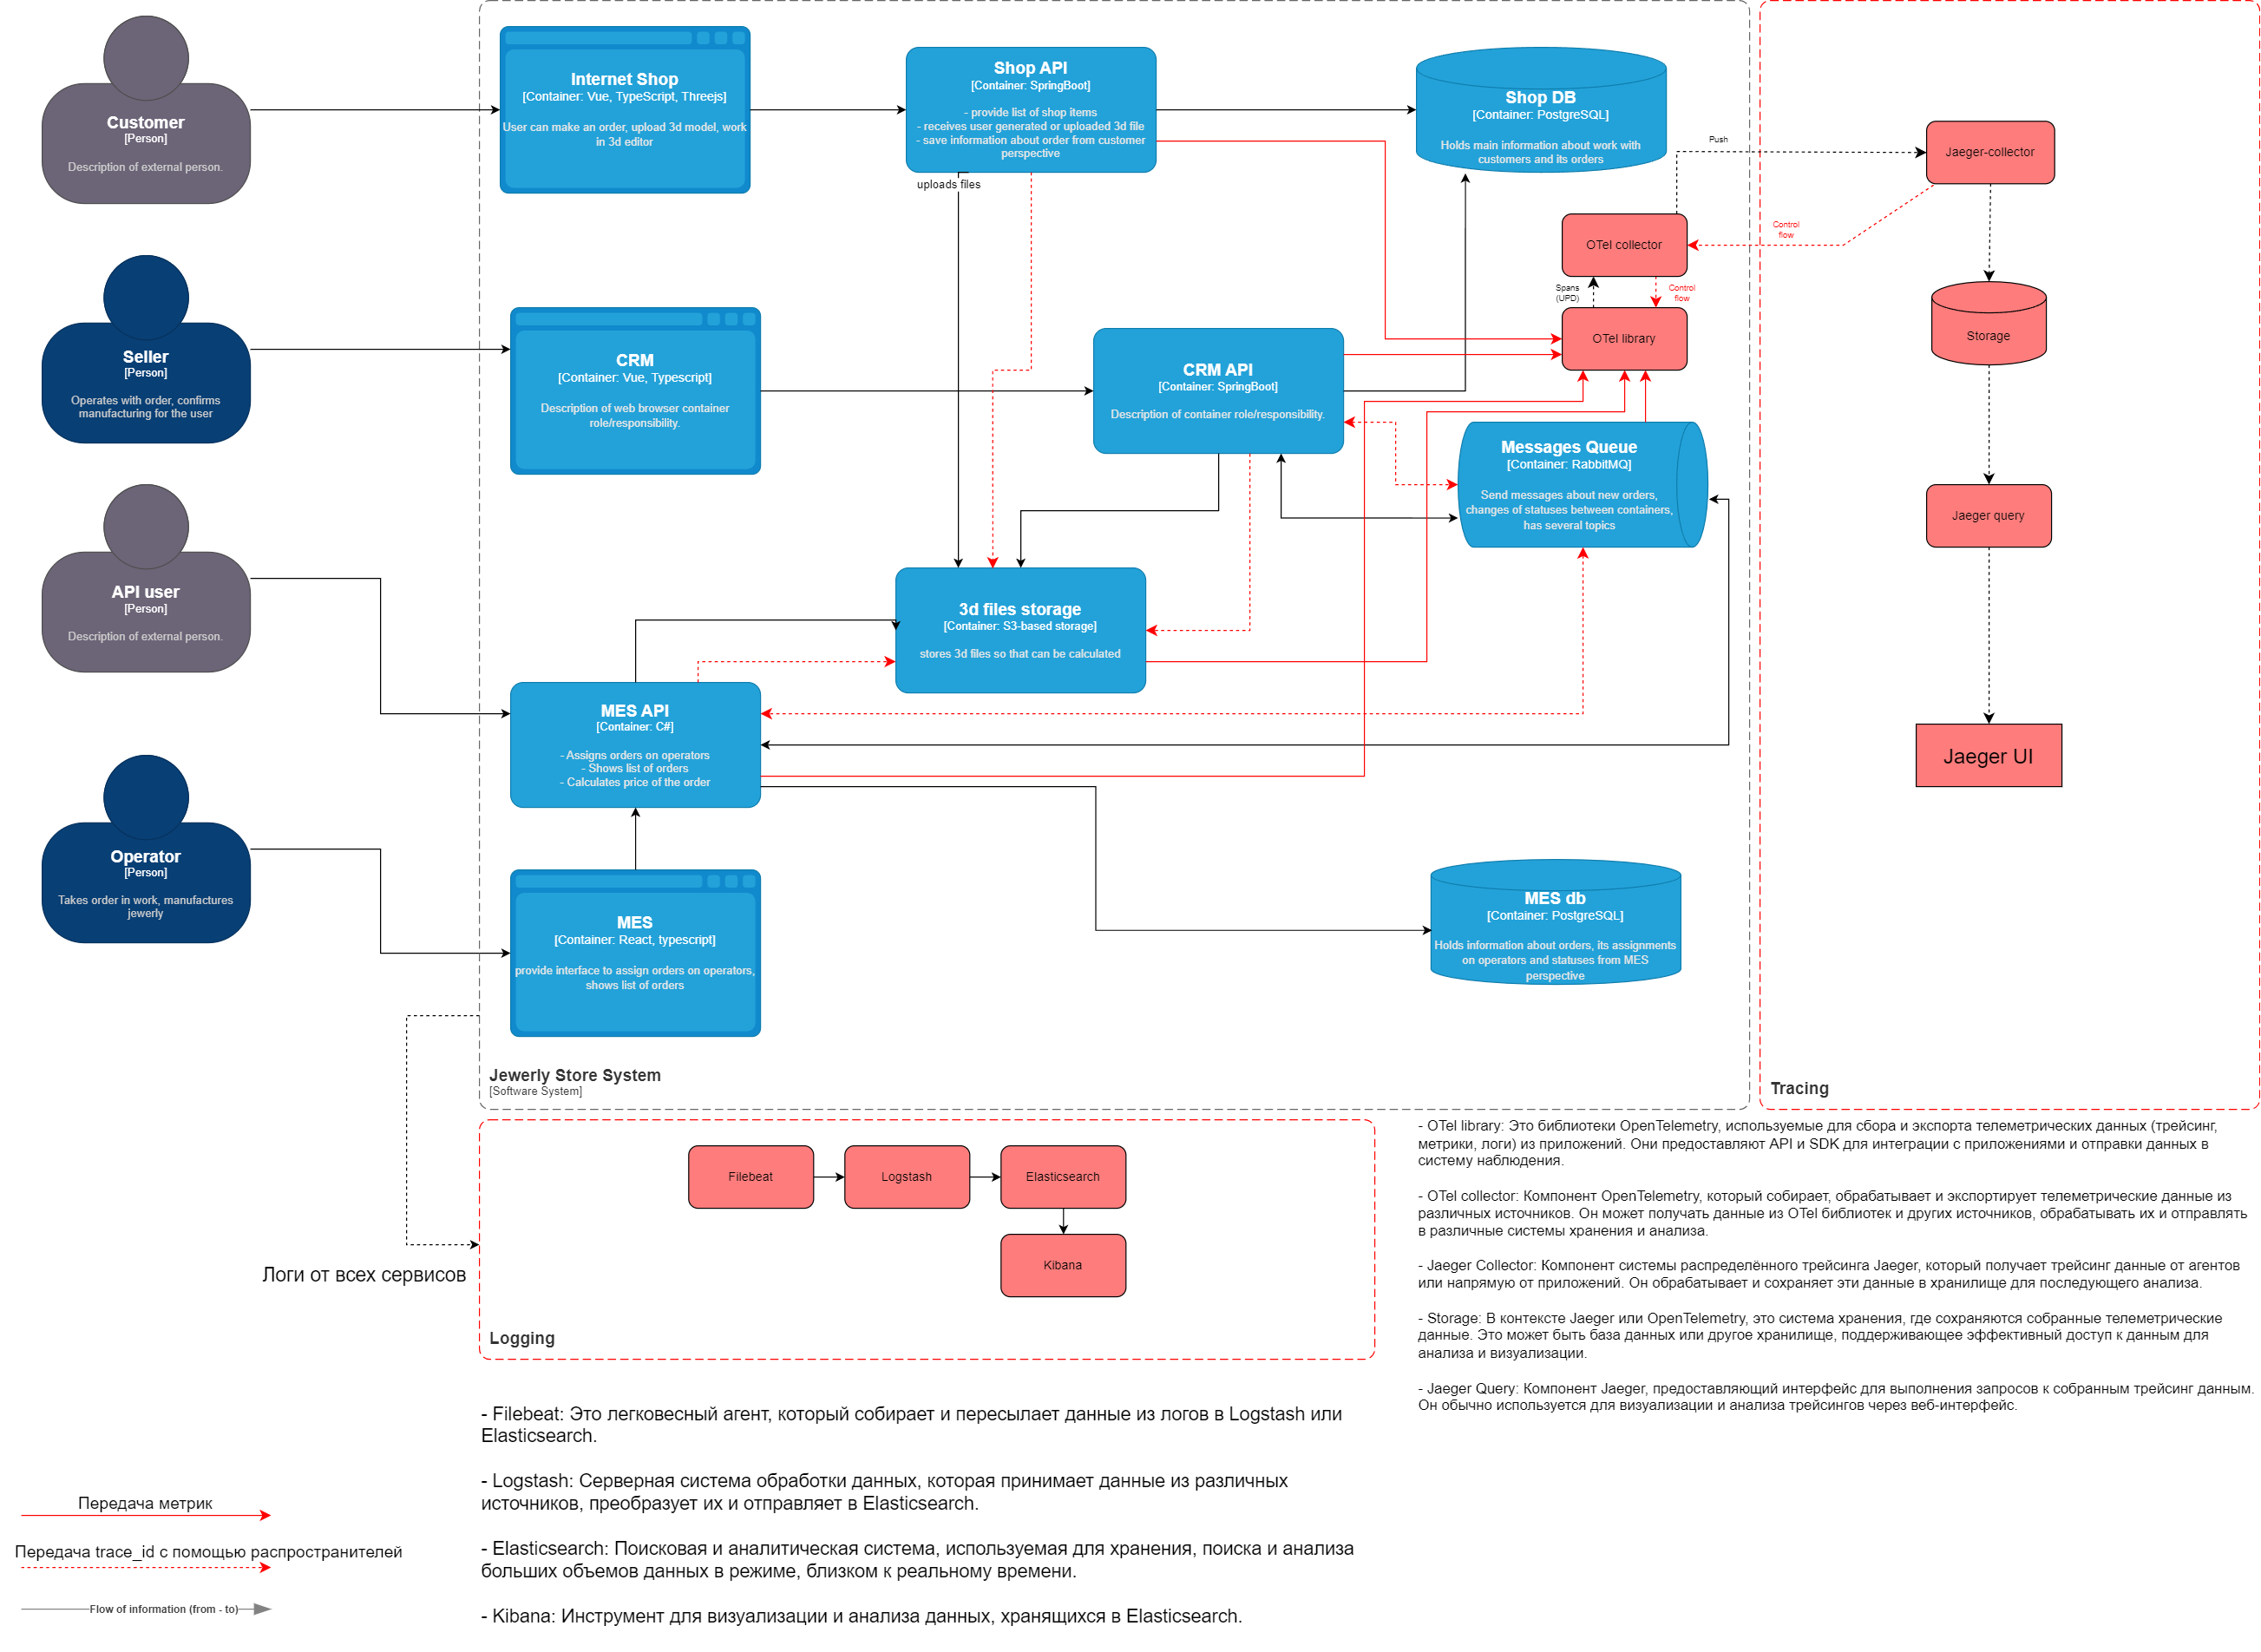 Customer
[Person]
Description of external person.
Seller
[Person]
Operates with order, confirms
manufacturing for the user
API user
[Person]
Description of external person.
Operator
[Person]
Takes order in work, manufactures
jewerly
Internet Shop
[Container: Vue, TypeScript, Threejs]
User can make an order, upload 3d model, work
in 3d editor
Shop API
[Container: SpringBoot]
- provide list of shop items
- receives user generated or uploaded 3d file
- save information about order from customer
perspective
uploads files
Shop DB
[Container: PostgreSQL]
Holds main information about work with
customers and its orders
Push
OTel collector
Control
flow
Spans
(UPD)
Control
flow
OTel library
CRM
[Container: Vue, Typescript]
Description of web browser container
role/responsibility.
CRM API
[Container: SpringBoot]
Description of container role/responsibility.
Messages Queue
[Container: RabbitMQ]
Send messages about new orders,
changes of statuses between containers,
has several topics
3d files storage
[Container: S3-based storage]
stores 3d files so that can be calculated
MES API
[Container: C#]
- Assigns orders on operators
- Shows list of orders
- Calculates price of the order
MES
[Container: React, typescript]
provide interface to assign orders on operators,
shows list of orders
MES db
[Container: PostgreSQL]
Holds information about orders, its assignments
on operators and statuses from MES
perspective
Jewerly Store System
[Software System]
Jaeger-collector
Storage
Jaeger query
Jaeger UI
Tracing
Filebeat
Logstash
Elasticsearch
Kibana
Логи от всех сервисов
Logging
- OTel library: Это библиотеки OpenTelemetry, используемые для сбора и экспорта телеметрических данных (трейсинг,
метрики, логи) из приложений. Они предоставляют API и SDK для интеграции с приложениями и отправки данных в
систему наблюдения.
- OTel collector: Компонент OpenTelemetry, который собирает, обрабатывает и экспортирует телеметрические данные из
различных источников. Он может получать данные из OTel библиотек и других источников, обрабатывать их и отправлять
в различные системы хранения и анализа.
- Jaeger Collector: Компонент системы распределённого трейсинга Jaeger, который получает трейсинг данные от агентов
или напрямую от приложений. Он обрабатывает и сохраняет эти данные в хранилище для последующего анализа.
- Storage: В контексте Jaeger или OpenTelemetry, это система хранения, где сохраняются собранные телеметрические
данные. Это может быть база данных или другое хранилище, поддерживающее эффективный доступ к данным для
анализа и визуализации.
- Jaeger Query: Компонент Jaeger, предоставляющий интерфейс для выполнения запросов к собранным трейсинг данным.
Он обычно используется для визуализации и анализа трейсингов через веб-интерфейс.
- Filebeat: Это легковесный агент, который собирает и пересылает данные из логов в Logstash или
Elasticsearch.
- Logstash: Серверная система обработки данных, которая принимает данные из различных
источников, преобразует их и отправляет в Elasticsearch.
- Elasticsearch: Поисковая и аналитическая система, используемая для хранения, поиска и анализа
больших объемов данных в режиме, близком к реальному времени.
- Kibana: Инструмент для визуализации и анализа данных, хранящихся в Elasticsearch.
Передача метрик
Передача trace_id с помощью распространителей
Flow of information (from - to)